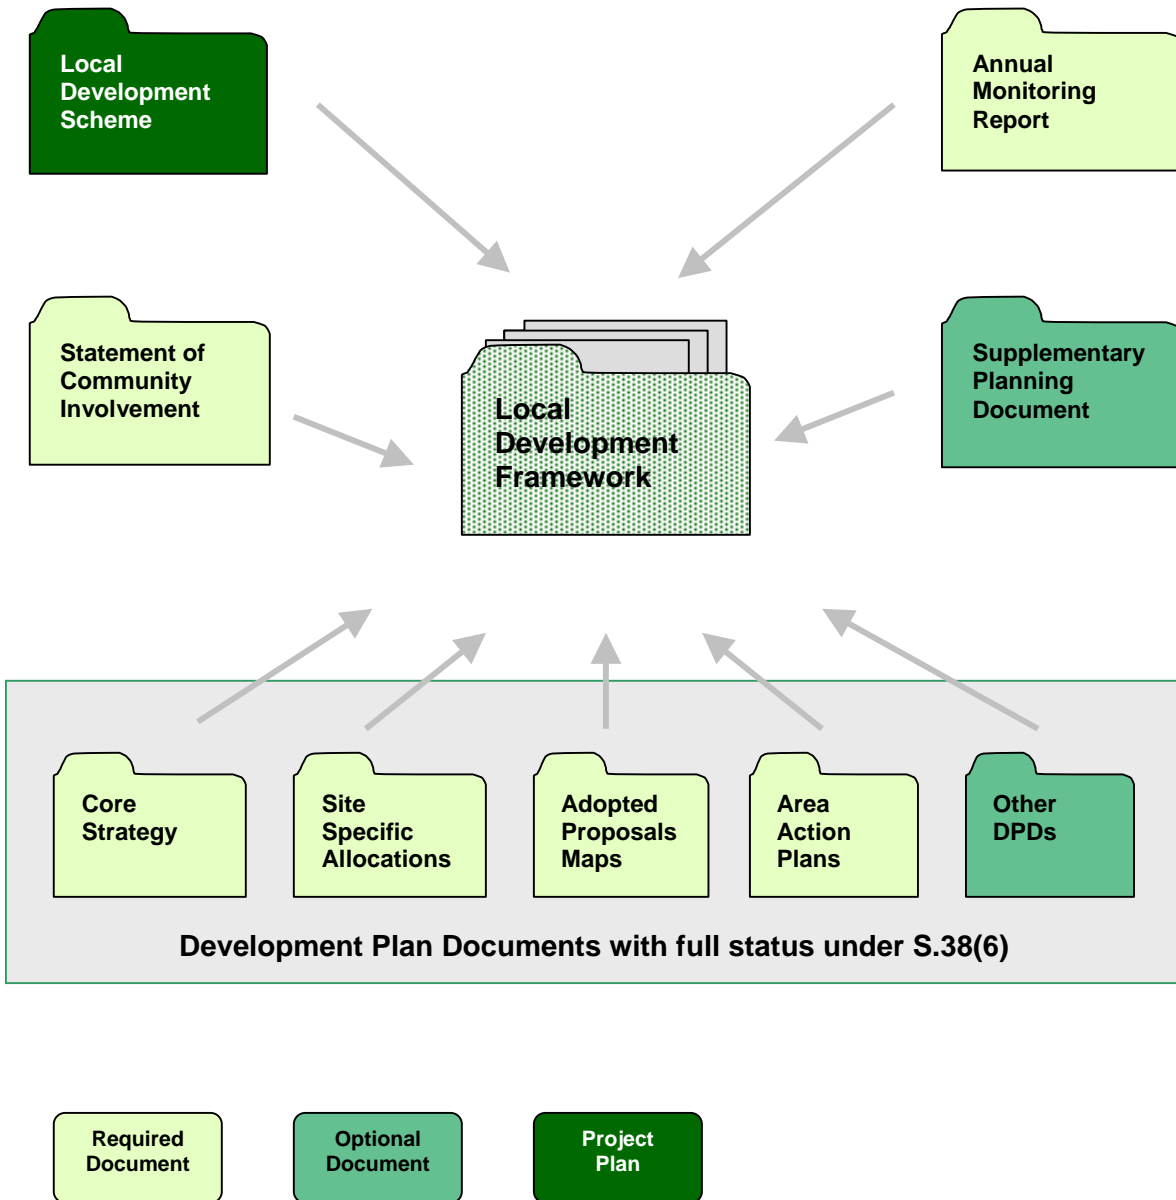 Local
Development
Scheme
Annual
Monitoring
Report
Statement of
Community
Involvement
Local
Development
Framework
Supplementary
Planning
Document
Core
Strategy
Site
Specific
Allocations
Adopted
Proposals
Maps
Area
Action
Plans
Other
DPDs
Development Plan Documents with full status under S.38(6)
Required
Document
Optional
Document
Project
Plan